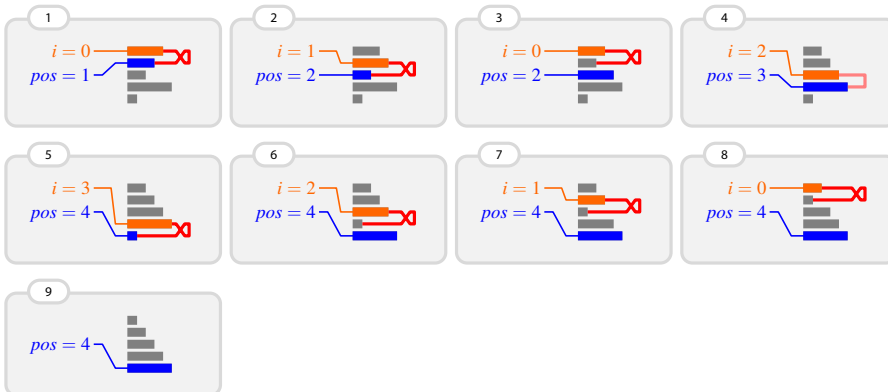 1
i = 0
pos = 1
2
i = 1
pos = 2
3
i = 0
pos = 2
4
i = 2
pos = 3
5
i = 3
pos = 4
6
i = 2
pos = 4
7
i = 1
pos = 4
8
i = 0
pos = 4
9
pos = 4